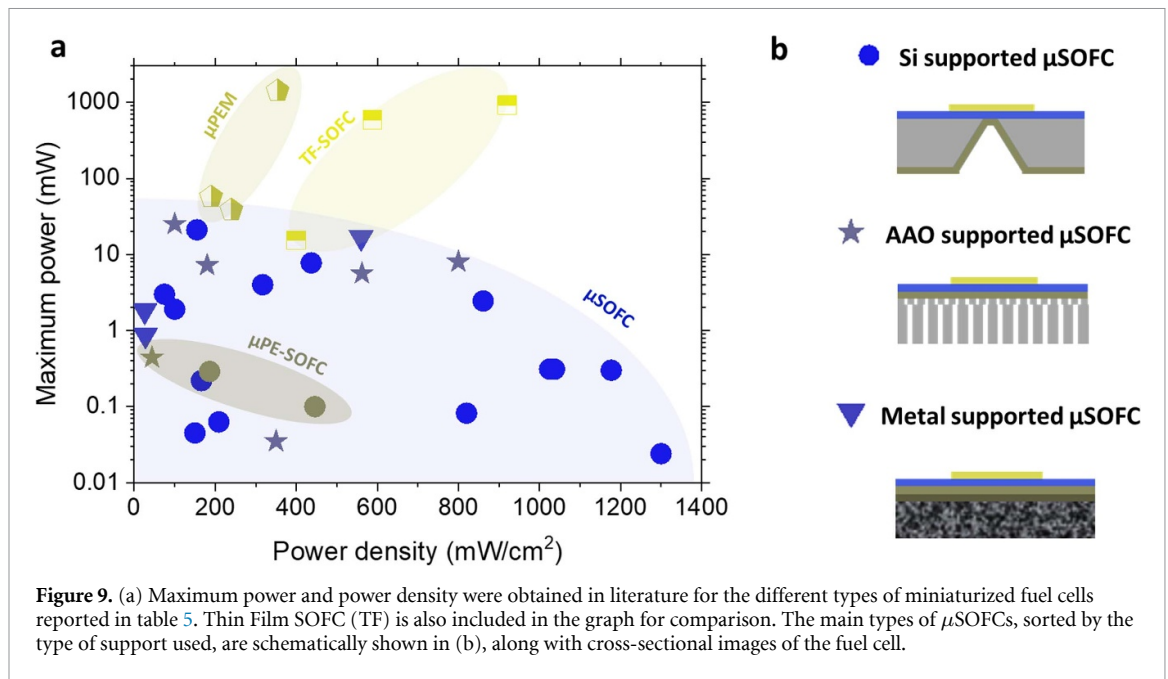 a
b
Maximum power (mW)
1000
100
10
1
0.1
0.01
0
200
400
600
800
1000
1200
1400
Power density (mW/cm²)
µPEM
TF-SOFC
µSOFC
µPE-SOFC
Si supported µSOFC
AAO supported µSOFC
Metal supported µSOFC
Figure 9. (a) Maximum power and power density were obtained in literature for the different types of miniaturized fuel cells
reported in table 5. Thin Film SOFC (TF) is also included in the graph for comparison. The main types of µSOFCs, sorted by the
type of support used, are schematically shown in (b), along with cross-sectional images of the fuel cell.